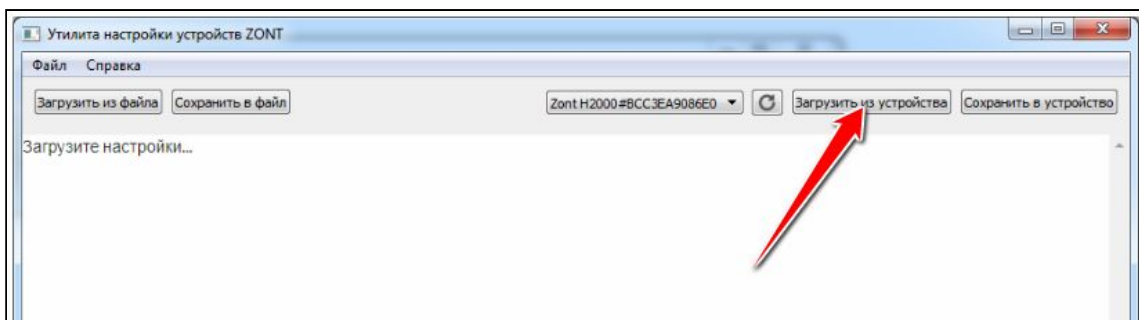 Утилита настройки устройств ZONT
Файл Справка
Загрузить из файла Сохранить в файл Zont H2000#BCC3EA9086E0 Загрузить из устройства Сохранить в устройство
Загрузите настройки...